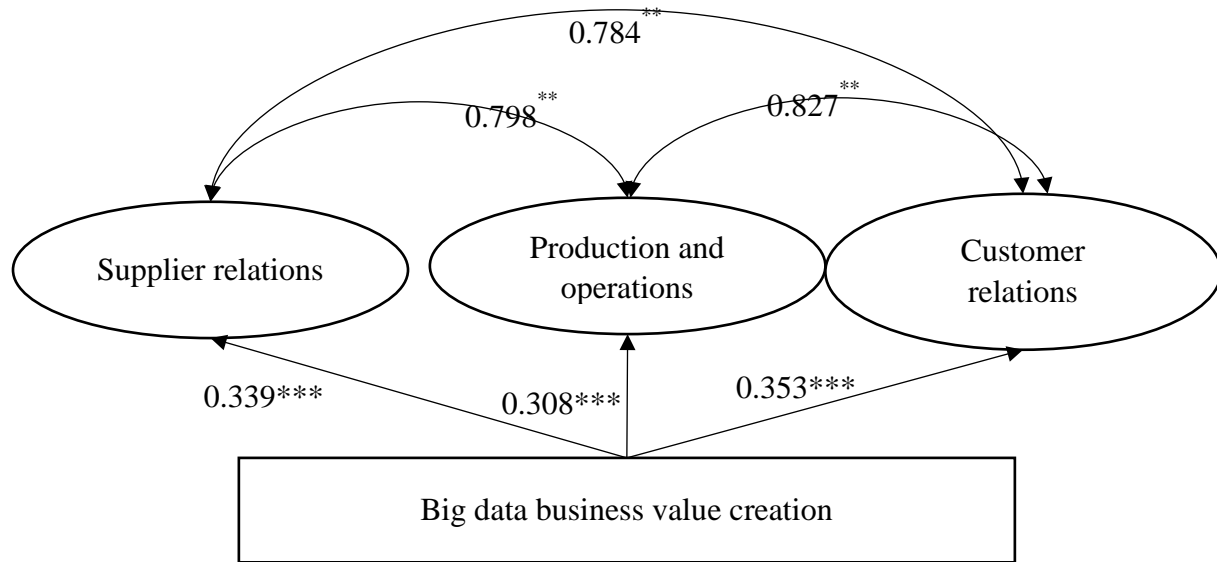 0.784**
0.798**
0.827**
Supplier relations
Production and
operations
Customer
relations
0.339***
0.308***
0.353***
Big data business value creation